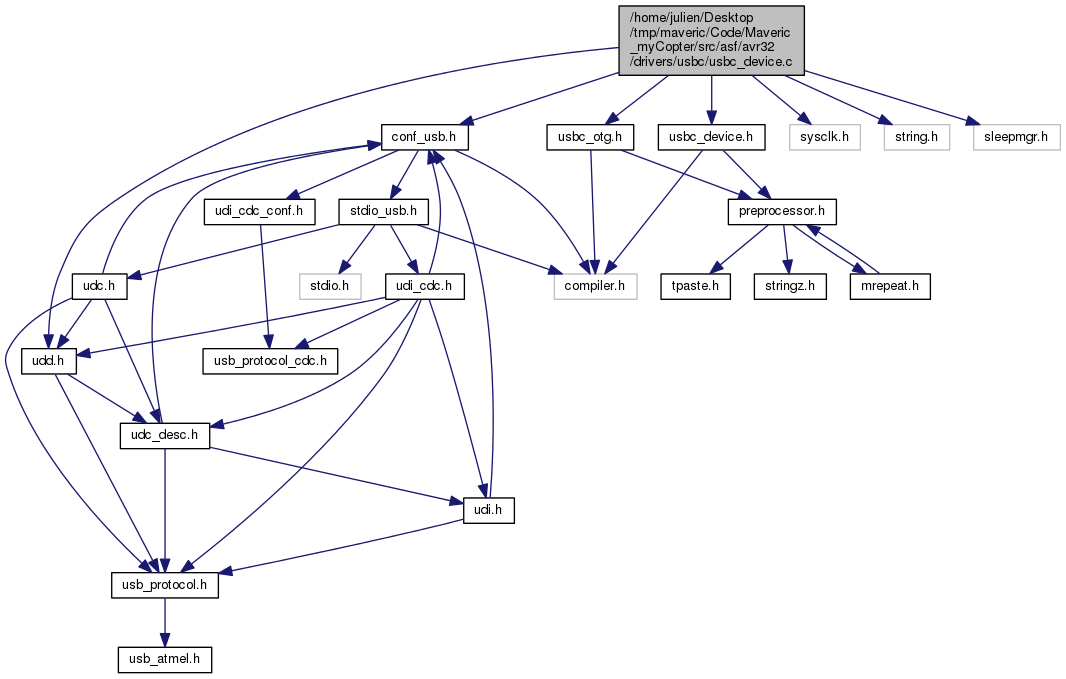 /home/julien/Desktop
/tmp/maveric/Code/Maveric
_myCopter/src/asf/avr32
/drivers/usbc/usbc_device.c
conf_usb.h
usbc_otg.h
usbc_device.h
sysclk.h
string.h
sleepmgr.h
udi_cdc_conf.h
stdio_usb.h
preprocessor.h
udc.h
stdio.h
udi_cdc.h
compiler.h
tpaste.h
stringz.h
mrepeat.h
udd.h
usb_protocol_cdc.h
udc_desc.h
udi.h
usb_protocol.h
usb_atmel.h